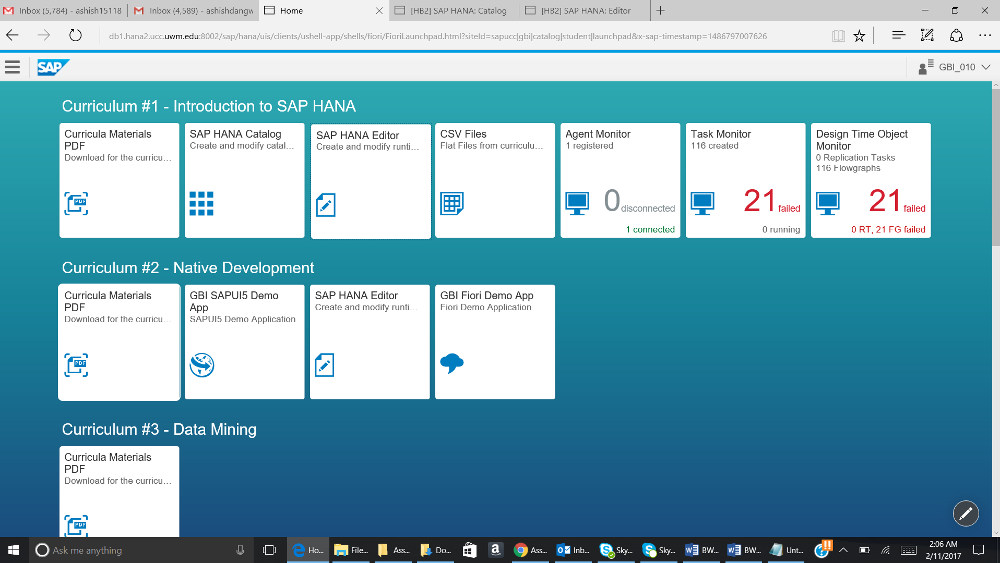 Inbox (5,784) - ashish15118
Inbox (4,589) - ashishdangw
Home
[HB2] SAP HANA: Catalog
[HB2] SAP HANA: Editor
db1.hana2.ucc.uwm.edu:8002/sap/hana/uis/clients/ushell-app/shells/fiori/FioriLaunchpad.html?siteId=sapucc|gbi|catalog|student|launchpad&x-sap-timestamp=1486797007626
SAP
GBI_010
Curriculum #1 - Introduction to SAP HANA
Curricula Materials
PDF
Download for the curricu...
PDF
SAP HANA Catalog
Create and modify catal...
SAP HANA Editor
Create and modify runti...
CSV Files
Flat Files from curriculu...
Agent Monitor
1 registered
0 disconnected
1 connected
Task Monitor
116 created
21 failed
0 running
Design Time Object
Monitor
0 Replication Tasks
116 Flowgraphs
21 failed
0 RT, 21 FG failed
Curriculum #2 - Native Development
Curricula Materials
PDF
Download for the curricu...
PDF
GBI SAPUI5 Demo
App
SAPUI5 Demo Application
SAP HANA Editor
Create and modify runti...
GBI Fiori Demo App
Fiori Demo Application
Curriculum #3 - Data Mining
Curricula Materials
PDF
Download for the curricu...
PDF
Ask me anything
Ho...
File...
Ass...
Do...
Ass...
Inb...
Sky...
Sky...
BW...
BW...
Unt...
2:06 AM
2/11/2017